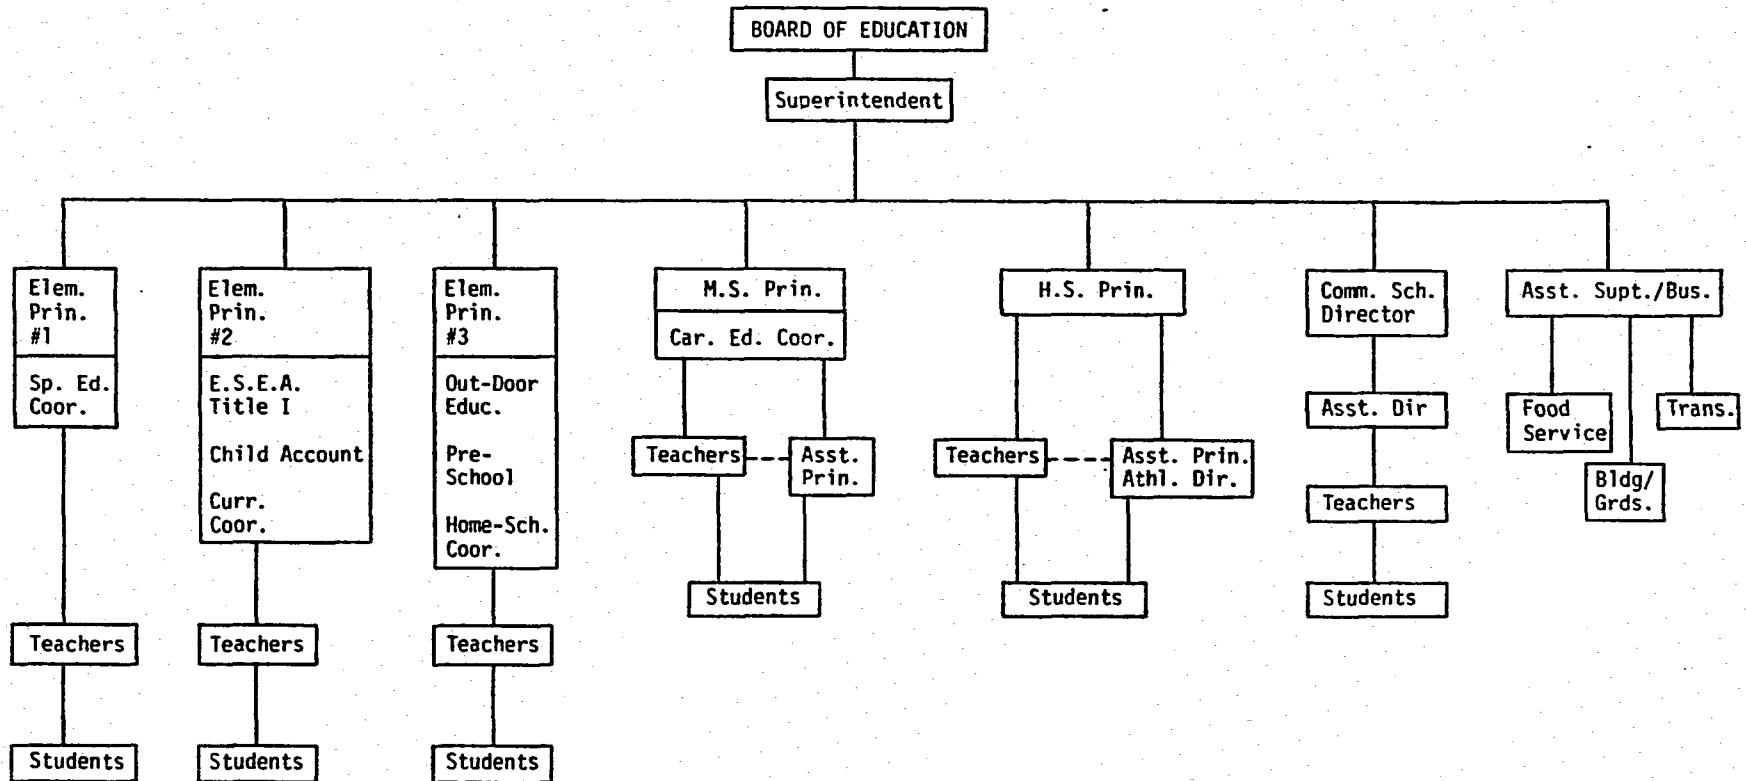 BOARD OF EDUCATION
Superintendent
Elem.
Prin.
#1
Sp. Ed.
Coor.
Teachers
Students
Elem.
Prin.
#2
E.S.E.A.
Title I
Child Account
Curr.
Coor.
Teachers
Students
Elem.
Prin.
#3
Out-Door
Educ.
Pre-
School
Home-Sch.
Coor.
Teachers
Students
M.S. Prin.
Car. Ed. Coor.
Teachers
Asst.
Prin.
Students
H.S. Prin.
Teachers
Asst. Prin.
Athl. Dir.
Students
Comm. Sch.
Director
Asst. Dir
Teachers
Students
Asst. Supt./Bus.
Food
Service
Bldg/
Grds.
Trans.